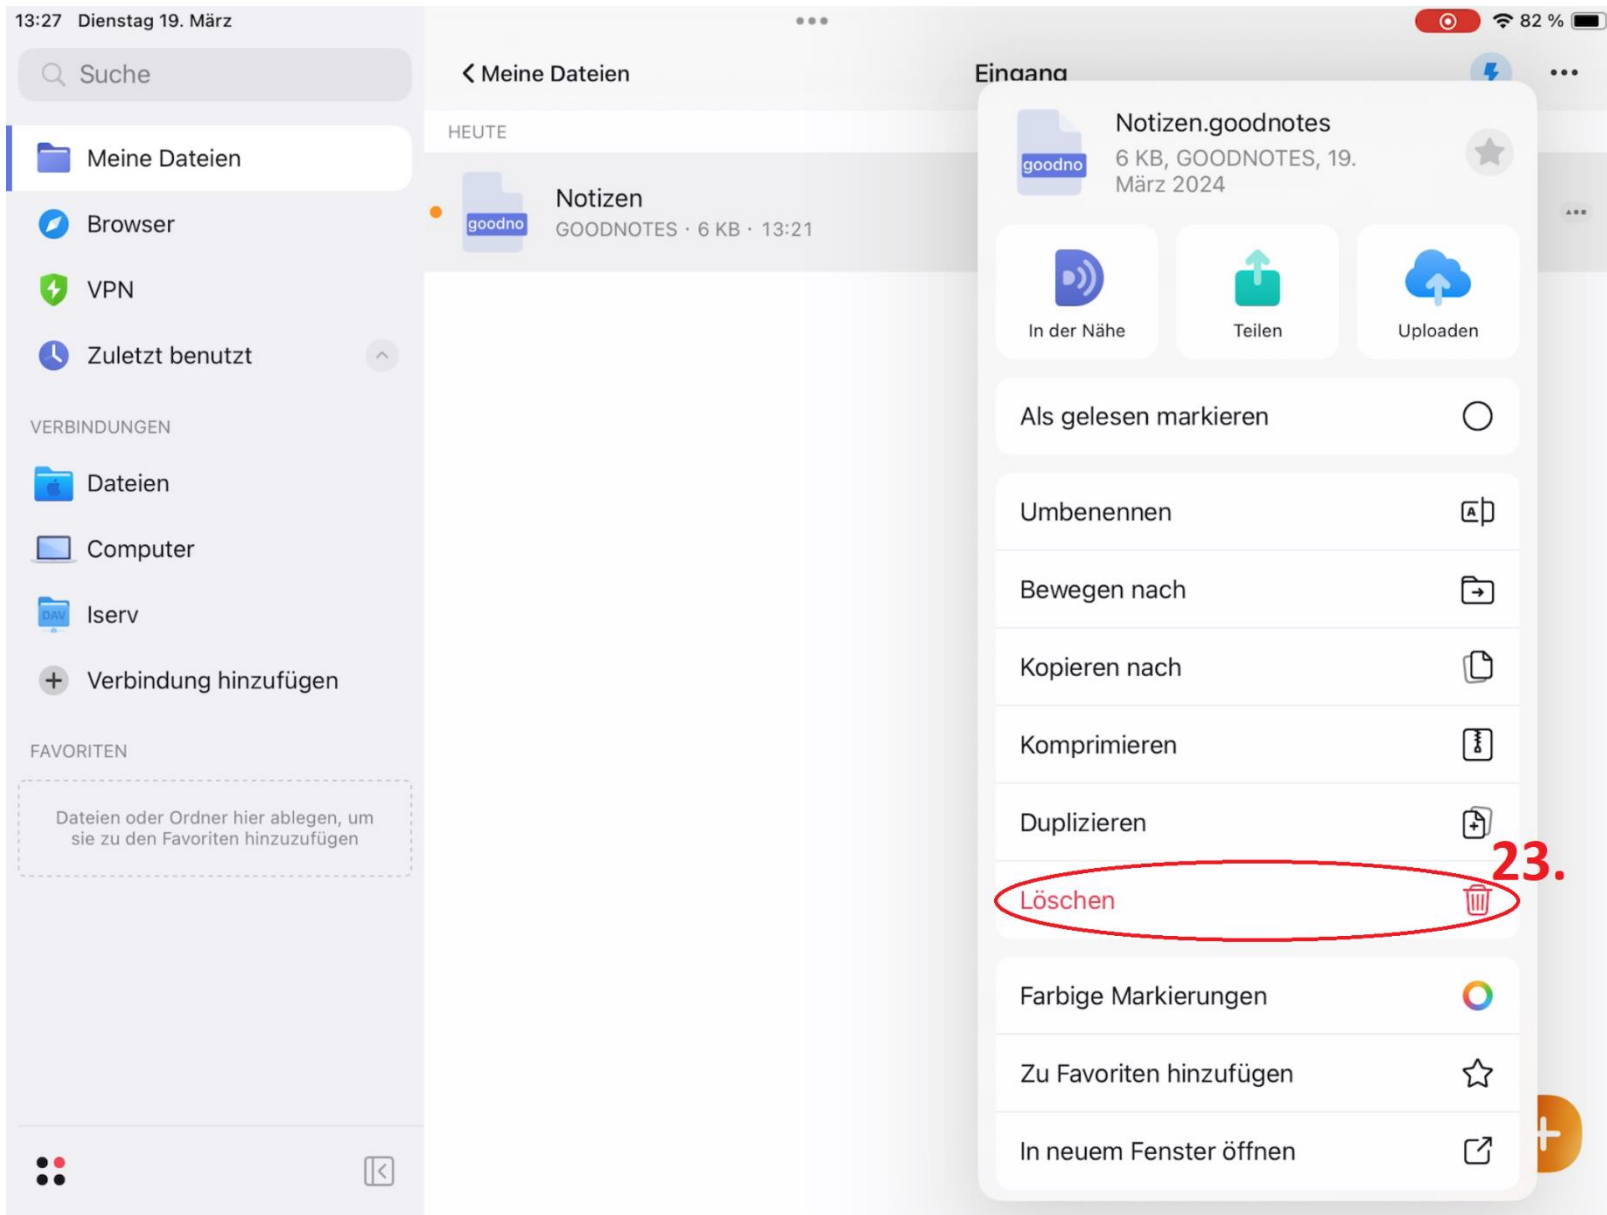 13:27 Dienstag 19. März
82 %
Suche
Meine Dateien
Browser
VPN
Zuletzt benutzt
VERBINDUNGEN
Dateien
Computer
DAV
Iserv
Verbindung hinzufügen
FAVORITEN
Dateien oder Ordner hier ablegen, um
sie zu den Favoriten hinzuzufügen
Meine Dateien
Eingang
HEUTE
goodno
Notizen
GOODNOTES · 6 KB · 13:21
goodno
Notizen.goodnotes
6 KB, GOODNOTES, 19.
März 2024
In der Nähe
Teilen
Uploaden
Als gelesen markieren
Umbenennen
A
Bewegen nach
Kopieren nach
Komprimieren
Duplizieren
23.
Löschen
Farbige Markierungen
Zu Favoriten hinzufügen
In neuem Fenster öffnen